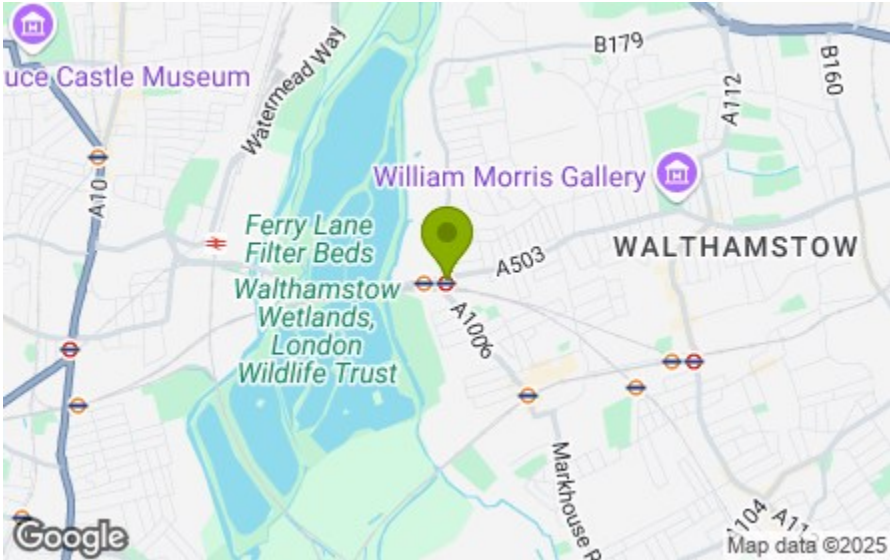 B179
B160
A112
uce Castle Museum
Watermead Way
A10
William Morris Gallery
Ferry Lane
Filter Beds
A503
WALTHAMSTOW
Walthamstow
Wetlands,
London
Wildlife Trust
A1006
Markhouse R
A104
A11
Google
Map data ©2025